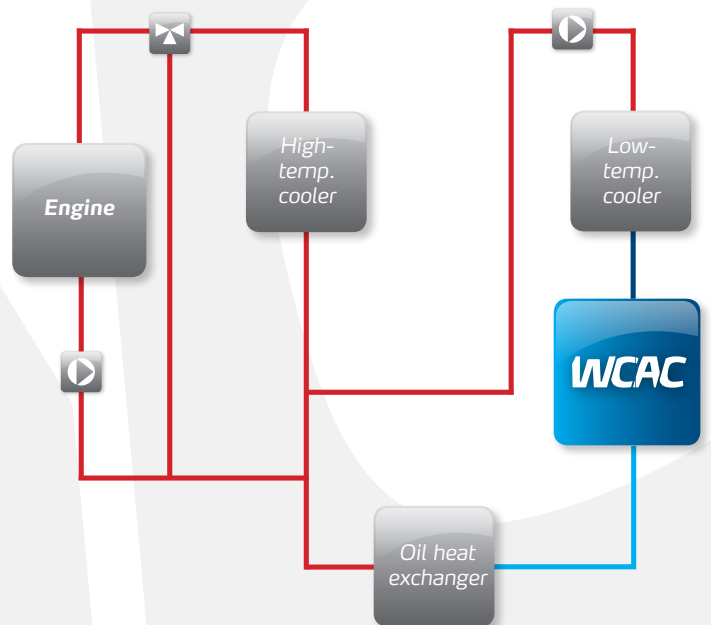 High-
temp.
cooler
Low-
temp.
cooler
Engine
WCAC
Oil heat
exchanger